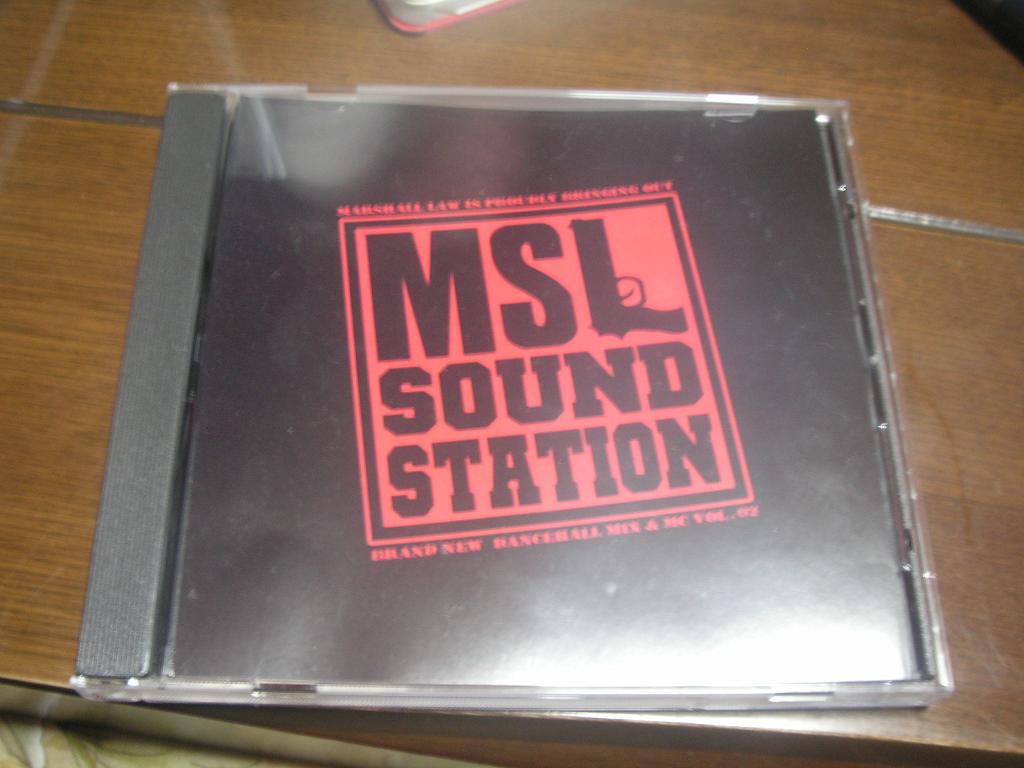 MARSHALL LAW IS PROUDLY BRINGING OUT
MSL
SOUND
STATION
BRAND NEW DANCEHALL MIX & MC VOL..02